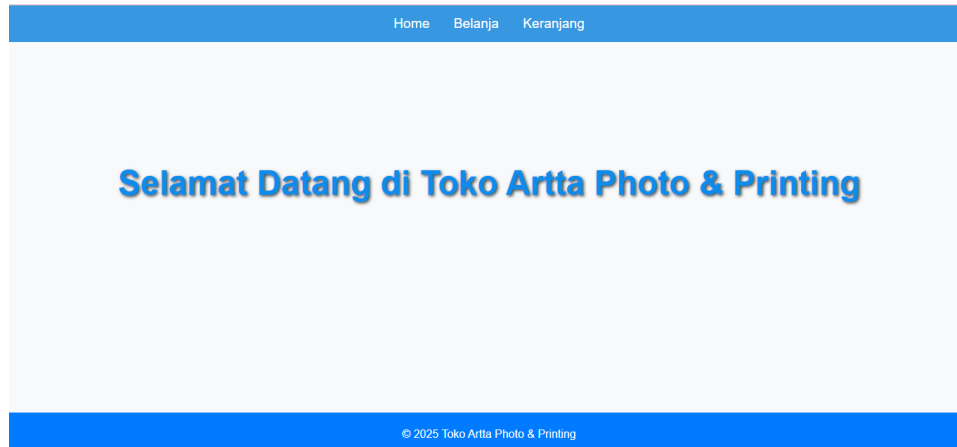 Home Belanja Keranjang
Selamat Datang di Toko Artta Photo & Printing
© 2025 Toko Artta Photo & Printing